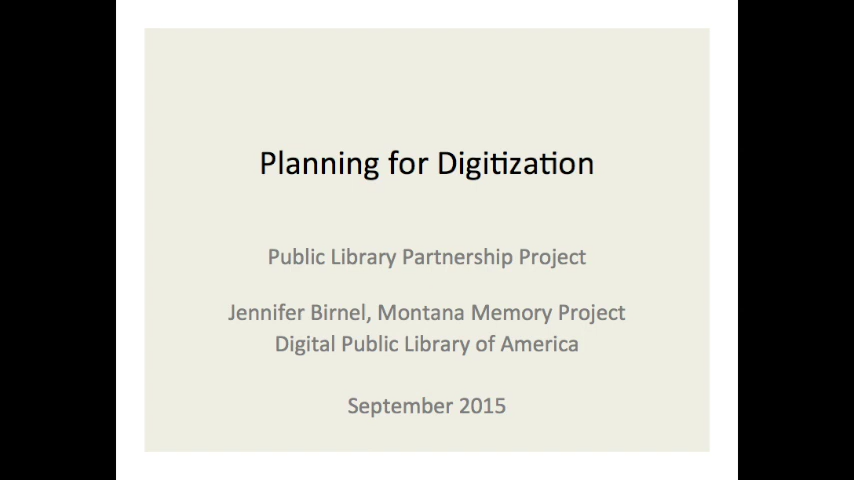 Planning for Digitization
Public Library Partnership Project
Jennifer Birnel, Montana Memory Project
Digital Public Library of America
September 2015